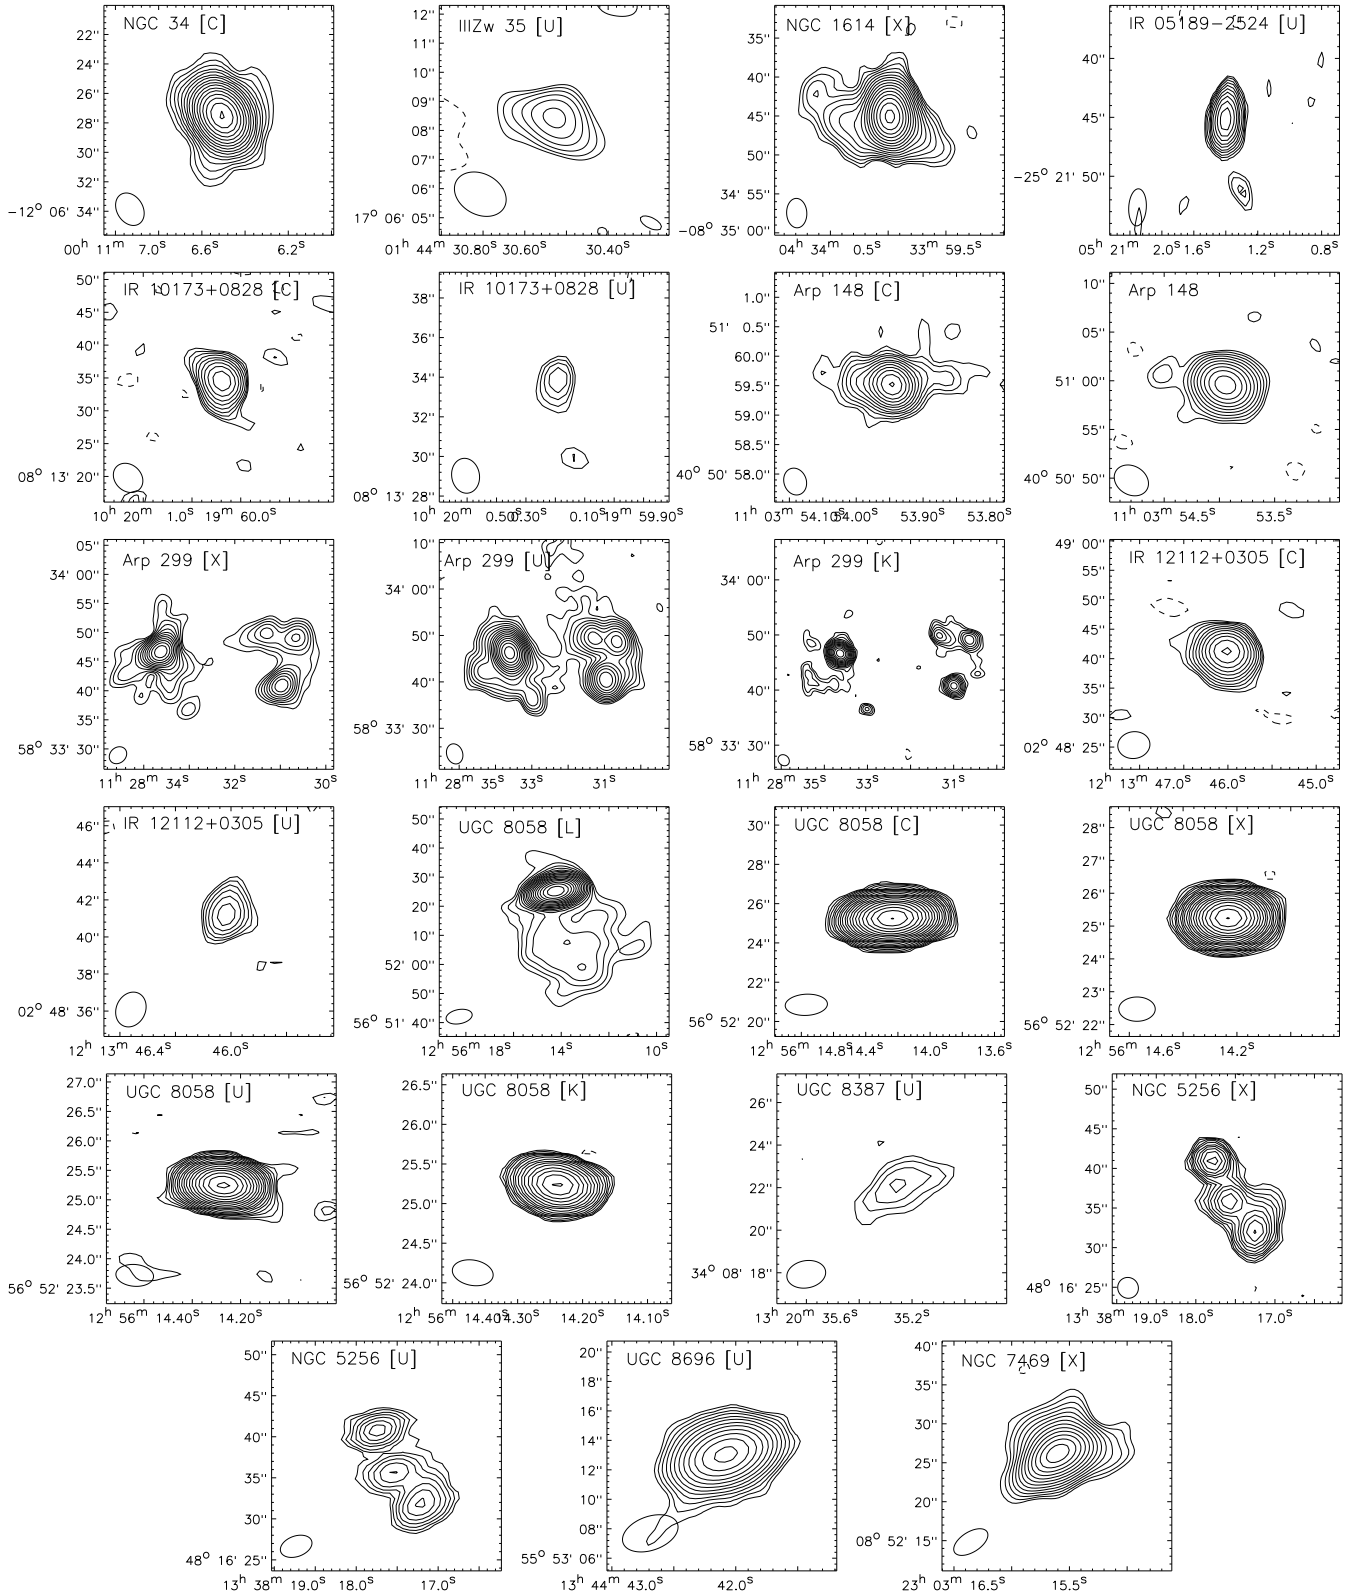 NGC 34 [C]
22''
24''
26''
28''
30''
32''
−12° 06' 34''
00ʰ 11ᵐ 7.0ˢ 6.6ˢ 6.2ˢ
IIIZw 35 [U]
12''
11''
10''
09''
08''
07''
06''
17° 06' 05''
01ʰ 44ᵐ 30.80ˢ 30.60ˢ 30.40ˢ
NGC 1614 [X]
35''
40''
45''
50''
55''
34' 55''
−08° 35' 00''
04ʰ 34ᵐ 0.5ˢ 33ᵐ 59.5ˢ
IR 05189−2524 [U]
40''
45''
−25° 21' 50''
05ʰ 21ᵐ 2.0ˢ 1.6ˢ 1.2ˢ 0.8ˢ
IR 10173+0828 [C]
50''
45''
40''
35''
30''
25''
08° 13' 20''
10ʰ 20ᵐ 1.0ˢ 19ᵐ 60.0ˢ
IR 10173+0828 [U]
38''
36''
34''
32''
30''
08° 13' 28''
10ʰ 20ᵐ 0.50ˢ 0.30ˢ 0.10ˢ 19ᵐ 59.90ˢ
Arp 148 [C]
1.0''
51' 0.5''
60.0''
59.5''
59.0''
58.5''
40° 50' 58.0''
11ʰ 03ᵐ 54.10ˢ 54.00ˢ 53.90ˢ 53.80ˢ
Arp 148
10''
05''
51' 00''
55''
40° 50' 50''
11ʰ 03ᵐ 54.5ˢ 53.5ˢ
Arp 299 [X]
05''
34' 00''
55''
50''
45''
40''
35''
58° 33' 30''
11ʰ 28ᵐ 34ˢ 32ˢ 30ˢ
Arp 299 [U]
10''
34' 00''
50''
40''
58° 33' 30''
11ʰ 28ᵐ 35ˢ 33ˢ 31ˢ
Arp 299 [K]
34' 00''
50''
40''
58° 33' 30''
11ʰ 28ᵐ 35ˢ 33ˢ 31ˢ
IR 12112+0305 [C]
49' 00''
55''
50''
45''
40''
35''
30''
02° 48' 25''
12ʰ 13ᵐ 47.0ˢ 46.0ˢ 45.0ˢ
IR 12112+0305 [U]
46''
44''
42''
40''
38''
02° 48' 36''
12ʰ 13ᵐ 46.4ˢ 46.0ˢ
UGC 8058 [L]
50''
40''
30''
20''
10''
52' 00''
50''
56° 51' 40''
12ʰ 56ᵐ 18ˢ 14ˢ 10ˢ
UGC 8058 [C]
30''
28''
26''
24''
22''
56° 52' 20''
12ʰ 56ᵐ 14.8ˢ 14.4ˢ 14.0ˢ 13.6ˢ
UGC 8058 [X]
28''
27''
26''
25''
24''
23''
56° 52' 22''
12ʰ 56ᵐ 14.6ˢ 14.2ˢ
UGC 8058 [U]
27.0''
26.5''
26.0''
25.5''
25.0''
24.5''
24.0''
56° 52' 23.5''
12ʰ 56ᵐ 14.40ˢ 14.20ˢ
UGC 8058 [K]
26.5''
26.0''
25.5''
25.0''
24.5''
56° 52' 24.0''
12ʰ 56ᵐ 14.40ˢ 14.30ˢ 14.20ˢ 14.10ˢ
UGC 8387 [U]
26''
24''
22''
20''
34° 08' 18''
13ʰ 20ᵐ 35.6ˢ 35.2ˢ
NGC 5256 [X]
50''
45''
40''
35''
30''
48° 16' 25''
13ʰ 38ᵐ 19.0ˢ 18.0ˢ 17.0ˢ
NGC 5256 [U]
50''
45''
40''
35''
30''
48° 16' 25''
13ʰ 38ᵐ 19.0ˢ 18.0ˢ 17.0ˢ
UGC 8696 [U]
20''
18''
16''
14''
12''
10''
08''
55° 53' 06''
13ʰ 44ᵐ 43.0ˢ 42.0ˢ
NGC 7469 [X]
40''
35''
30''
25''
20''
08° 52' 15''
23ʰ 03ᵐ 16.5ˢ 15.5ˢ